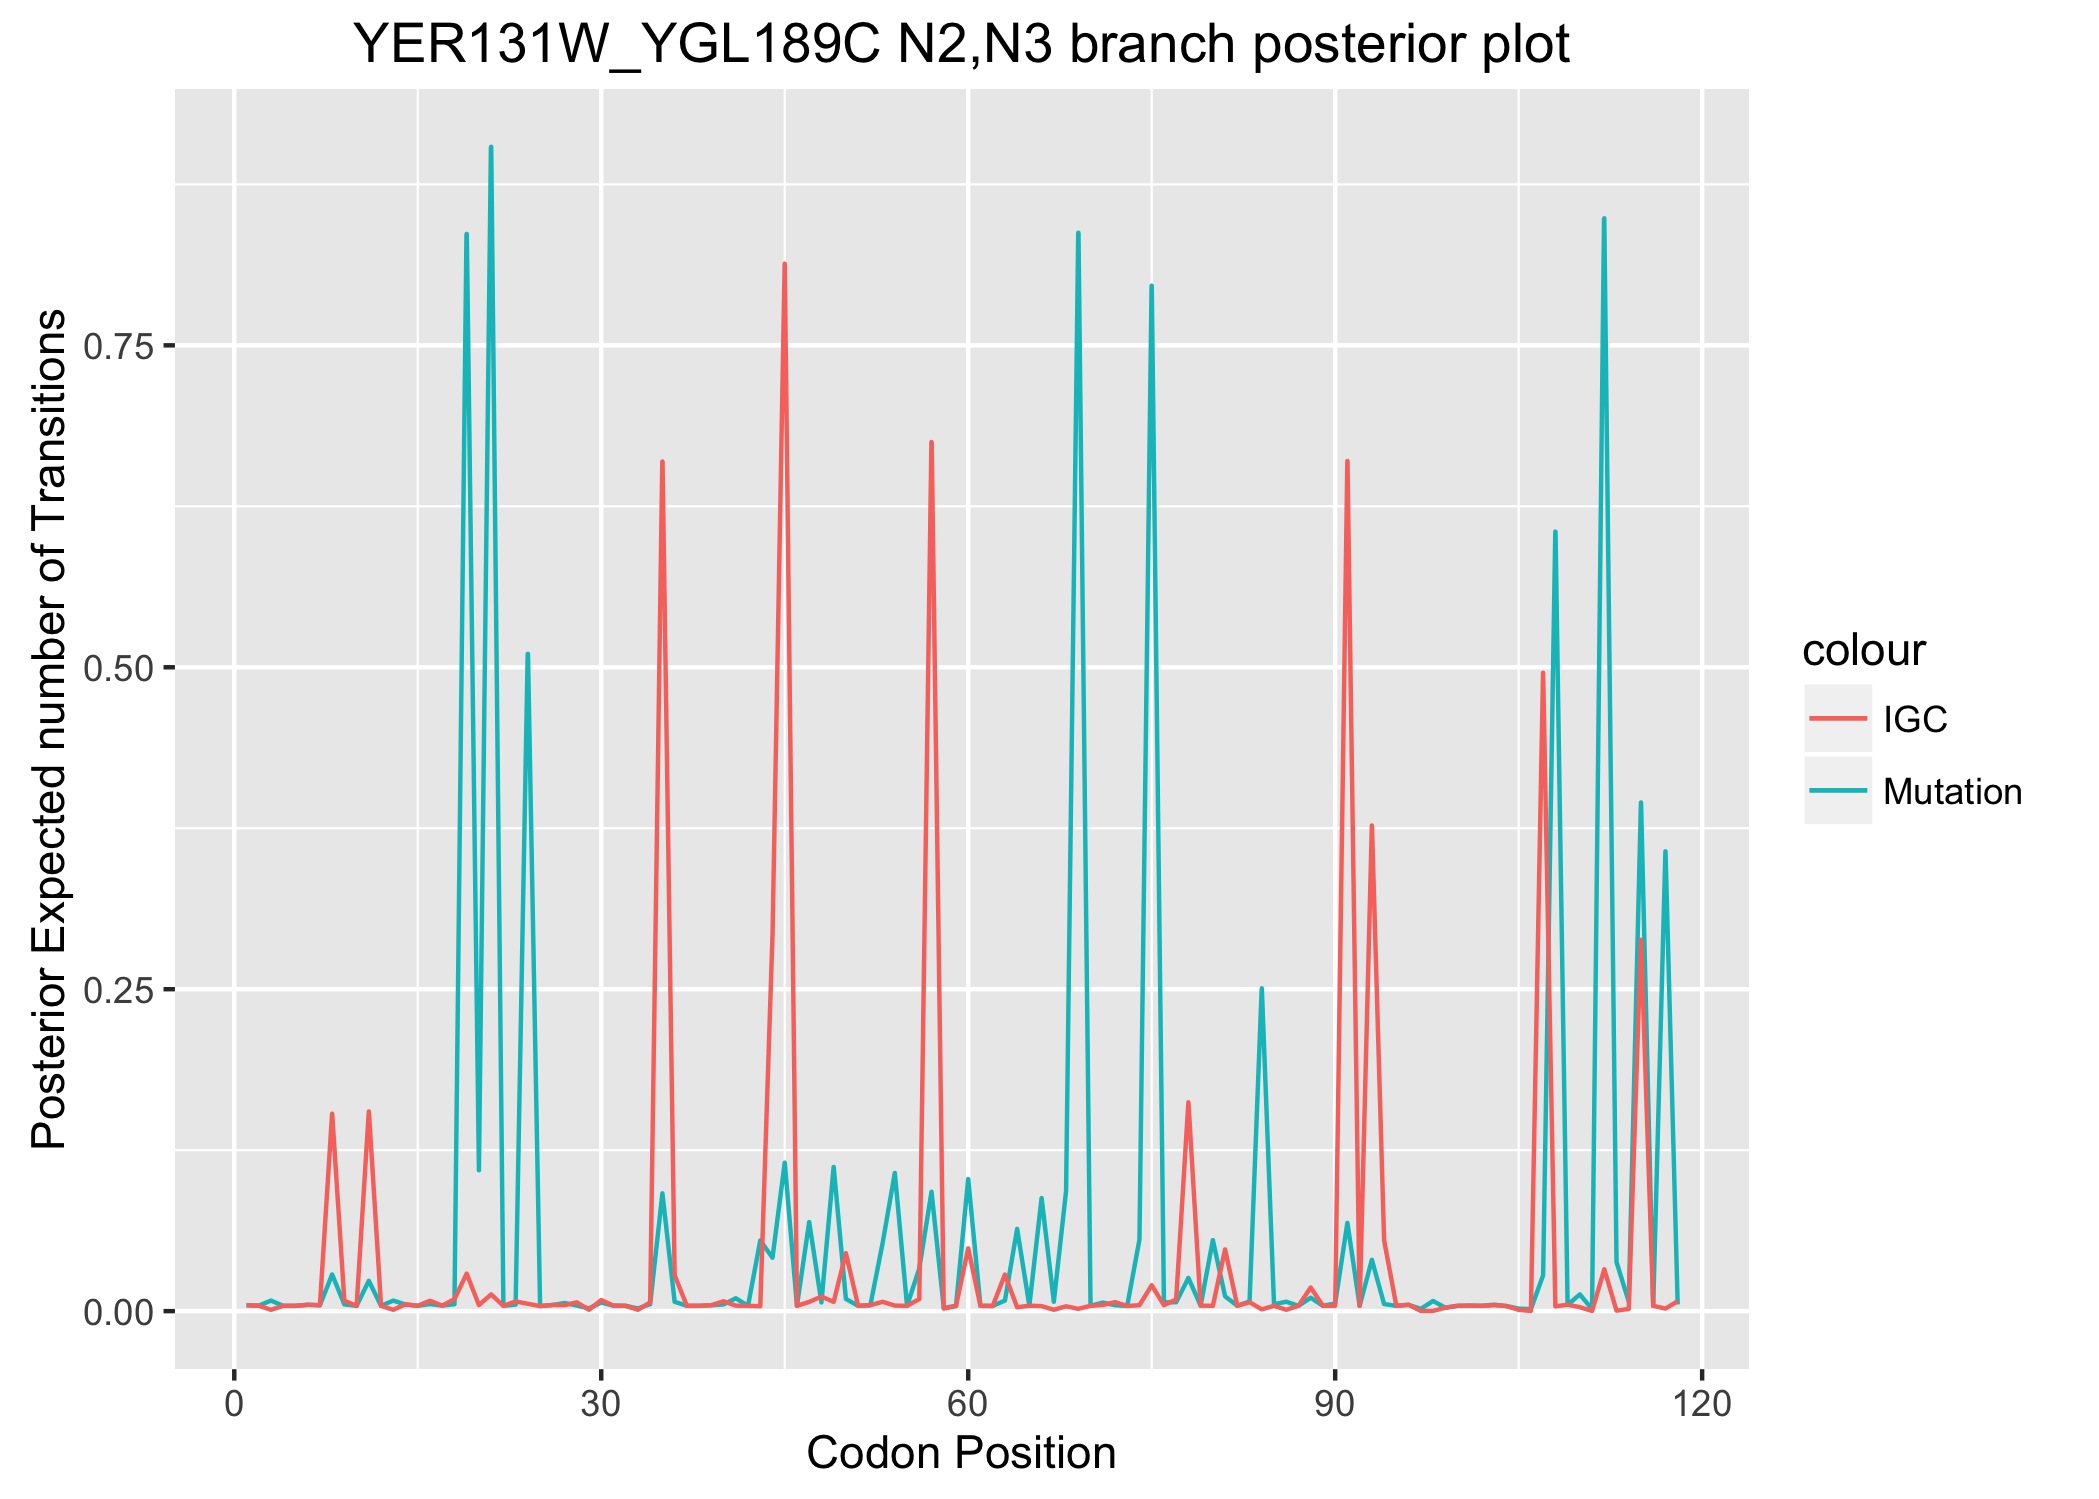 YER131W_YGL189C N2,N3 branch posterior plot
Posterior Expected number of Transitions
0.75
0.50
0.25
0.00
0 30 60 90 120
Codon Position
colour
IGC
Mutation